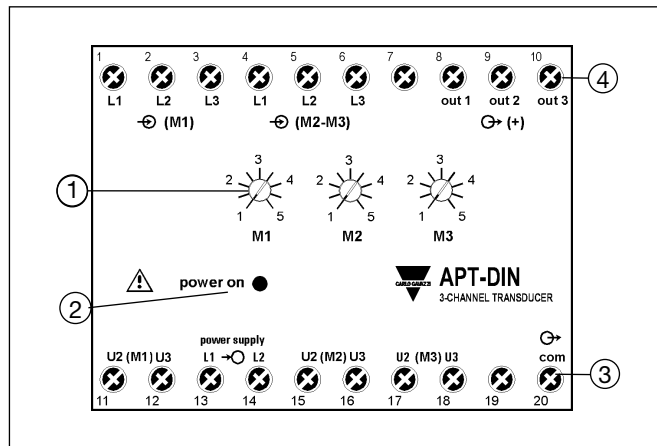 1 2 3 4 5 6 7 8 9 10
L1 L2 L3 L1 L2 L3 out 1 out 2 out 3
(M1) (M2-M3) (+)
4
1
1 2 3 4 5
1 2 3 4 5
1 2 3 4 5
M1 M2 M3
power on
2
CARLO GAVAZZI
APT-DIN
3-CHANNEL TRANSDUCER
power supply
U2 (M1) U3 L1 L2 U2 (M2) U3 U2 (M3) U3 com
3
11 12 13 14 15 16 17 18 19 20